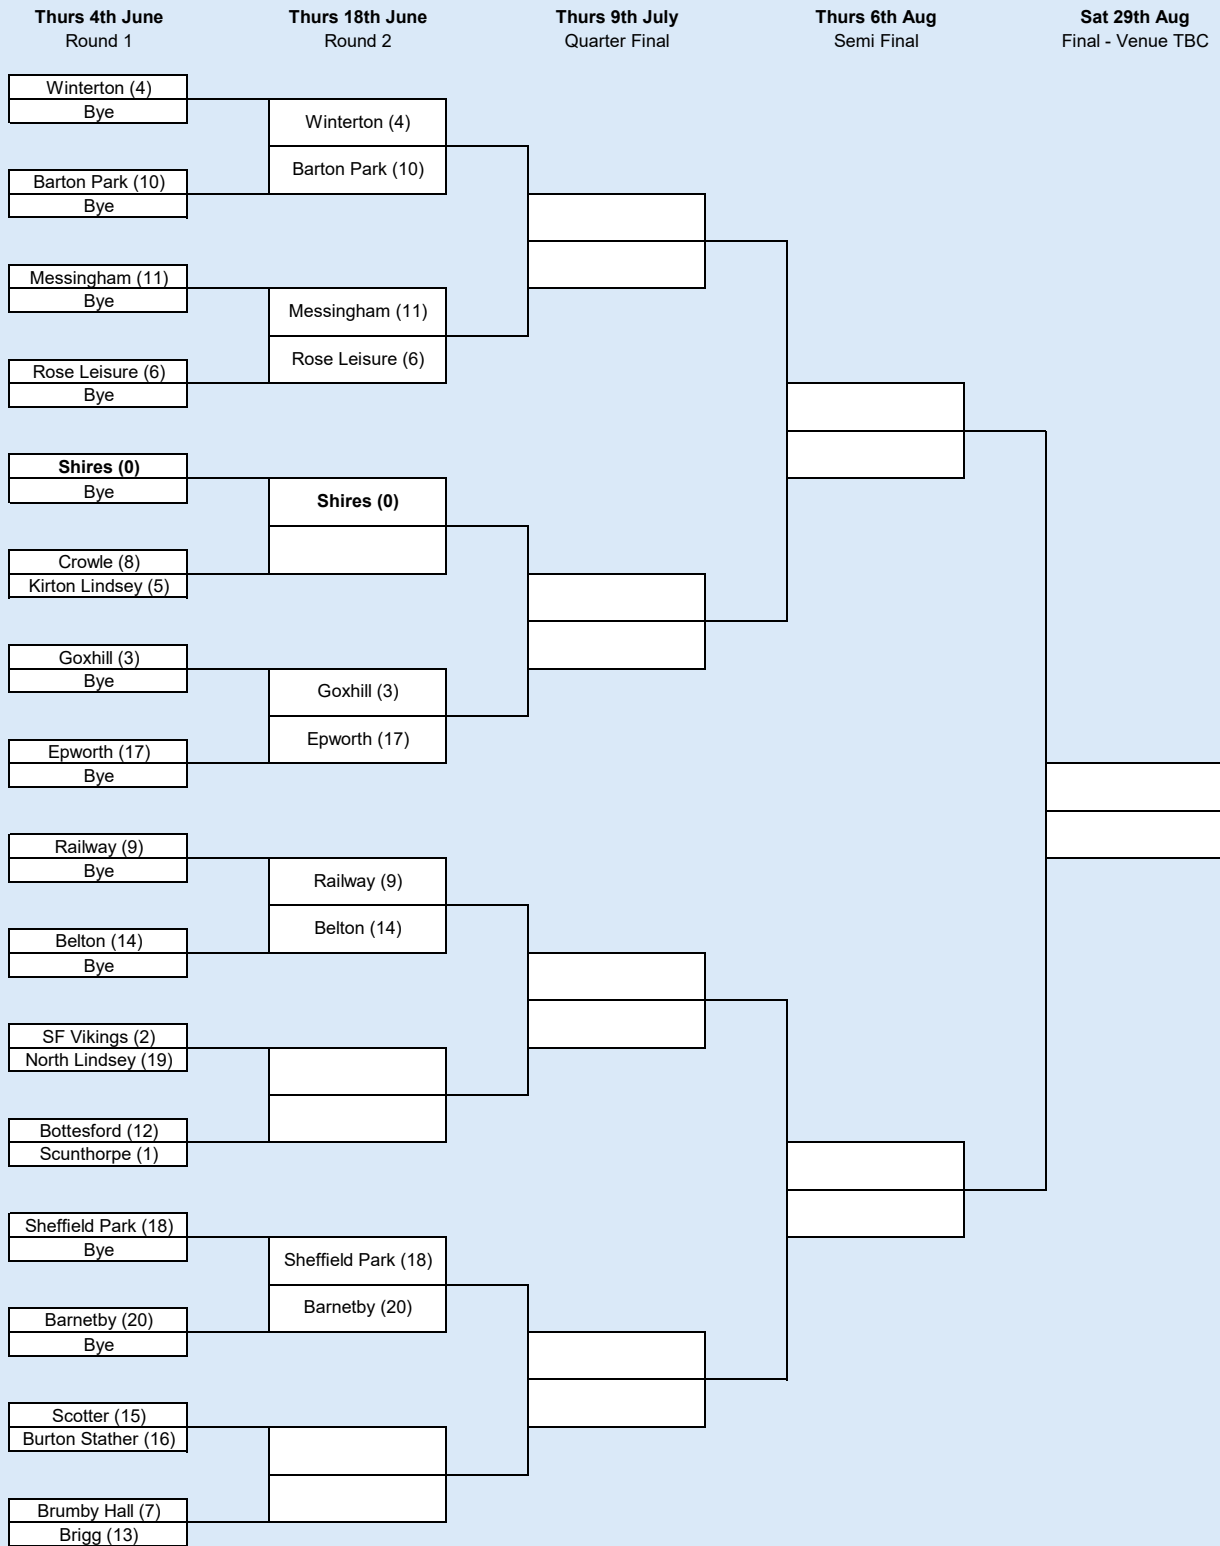 Thurs 4th June
Round 1
Thurs 18th June
Round 2
Thurs 9th July
Quarter Final
Thurs 6th Aug
Semi Final
Sat 29th Aug
Final - Venue TBC
Winterton (4)
Bye
Barton Park (10)
Bye
Messingham (11)
Bye
Rose Leisure (6)
Bye
Shires (0)
Bye
Crowle (8)
Kirton Lindsey (5)
Goxhill (3)
Bye
Epworth (17)
Bye
Railway (9)
Bye
Belton (14)
Bye
SF Vikings (2)
North Lindsey (19)
Bottesford (12)
Scunthorpe (1)
Sheffield Park (18)
Bye
Barnetby (20)
Bye
Scotter (15)
Burton Stather (16)
Brumby Hall (7)
Brigg (13)
Winterton (4)
Barton Park (10)
Messingham (11)
Rose Leisure (6)
Shires (0)
Goxhill (3)
Epworth (17)
Railway (9)
Belton (14)
Sheffield Park (18)
Barnetby (20)